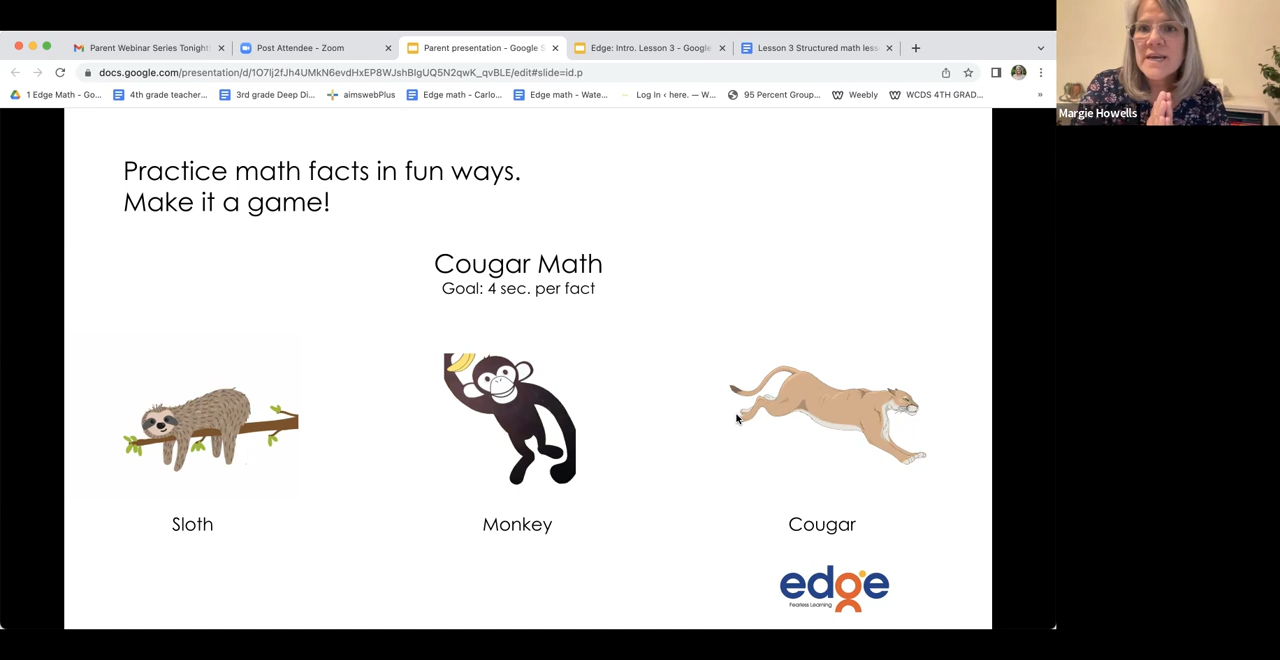 Parent Webinar Series Tonight!
Post Attendee - Zoom
Parent presentation - Google S
Edge: Intro. Lesson 3 - Google
Lesson 3 Structured math less
docs.google.com/presentation/d/1O7Ij2fJh4UMkN6evdHxEP8WJshBIgUQ5N2qwK_qvBLE/edit#slide=id.p
1 Edge Math - Go...
4th grade teacher...
3rd grade Deep Di...
aimswebPlus
Edge math - Carlo...
Edge math - Wate...
Log In ‹ here. — W...
95 Percent Group...
Weebly
WCDS 4TH GRAD...
»
Margie Howells
Practice math facts in fun ways.
Make it a game!
Cougar Math
Goal: 4 sec. per fact
Sloth
Monkey
Cougar
edge
Fearless Learning